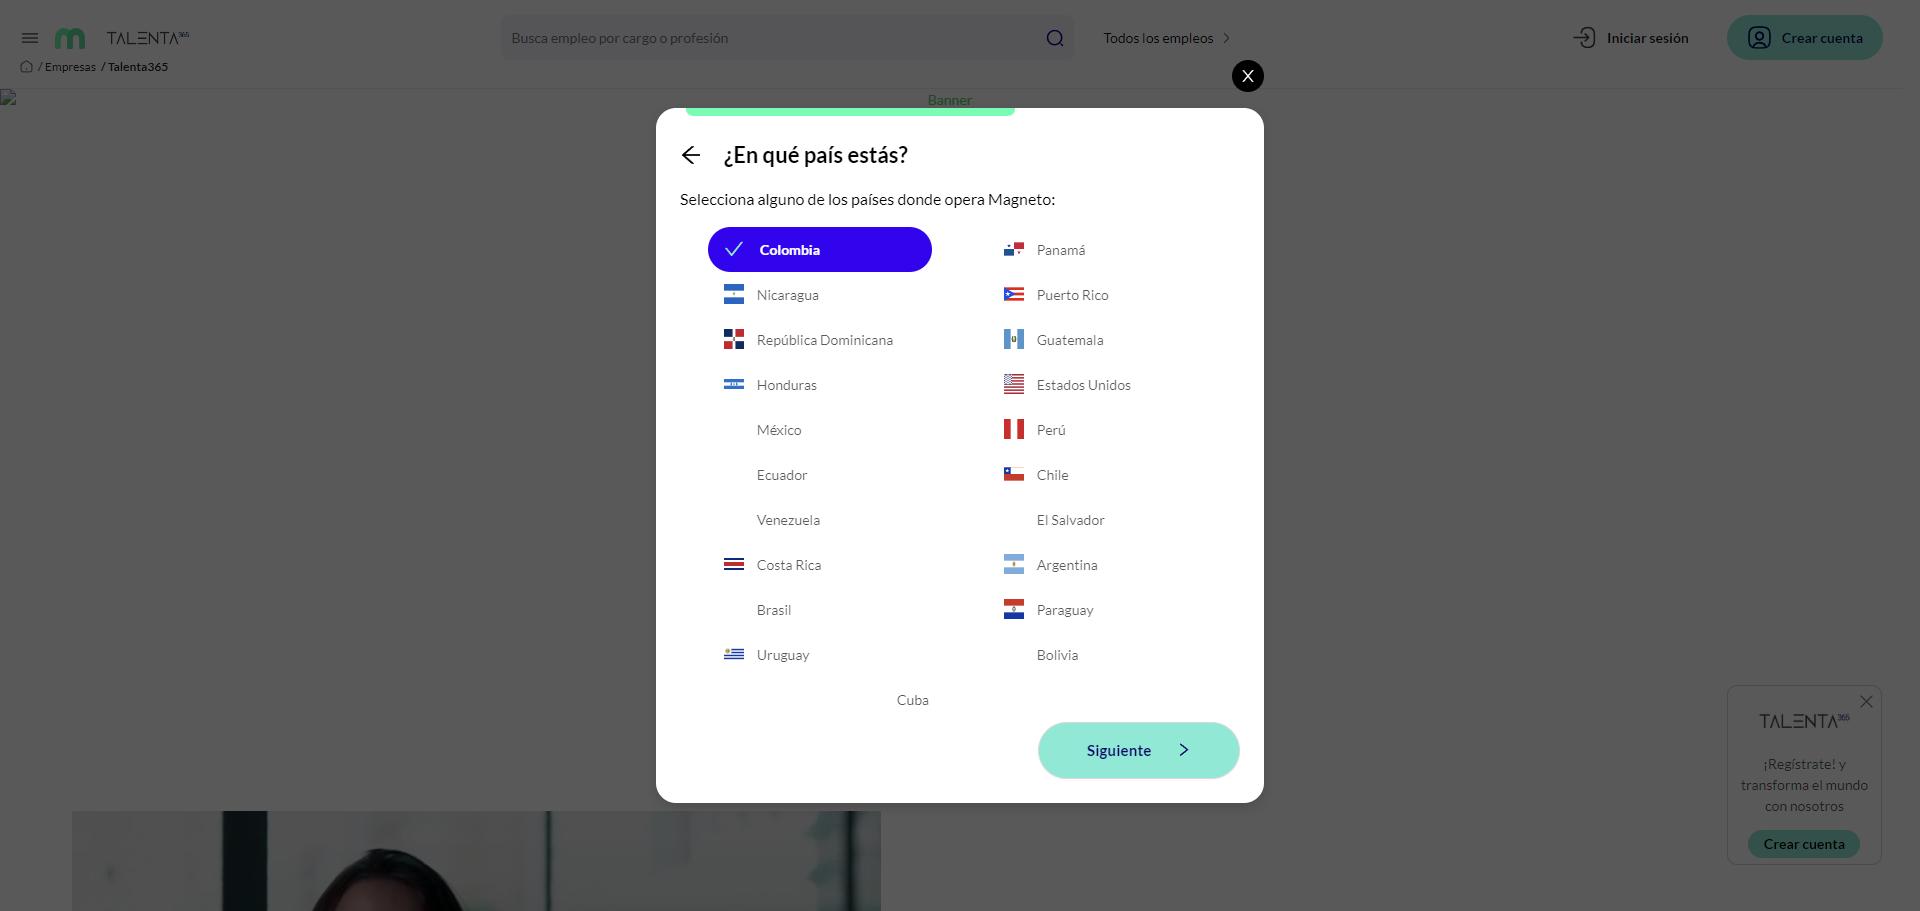 TALENTA365
Busca empleo por cargo o profesión
Todos los empleos
Iniciar sesión
Crear cuenta
/ Empresas / Talenta365
X
Banner
¿En qué país estás?
Selecciona alguno de los países donde opera Magneto:
Colombia
Panamá
Nicaragua
Puerto Rico
República Dominicana
Guatemala
Honduras
Estados Unidos
México
Perú
Ecuador
Chile
Venezuela
El Salvador
Costa Rica
Argentina
Brasil
Paraguay
Uruguay
Bolivia
Cuba
Siguiente
TALENTA365
¡Regístrate! y
transforma el mundo
con nosotros
Crear cuenta